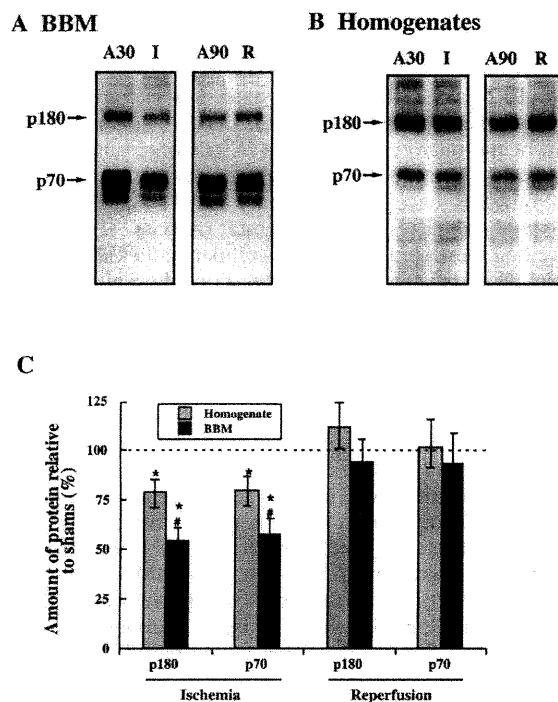 A BBM
A30 I A90 R
p180
p70
B Homogenates
A30 I A90 R
p180
p70
C
Amount of protein relative
to shams (%)
125
100
75
50
25
0
Homogenate
BBM
*
*
#
*
*
#
p180 p70 p180 p70
Ischemia Reperfusion